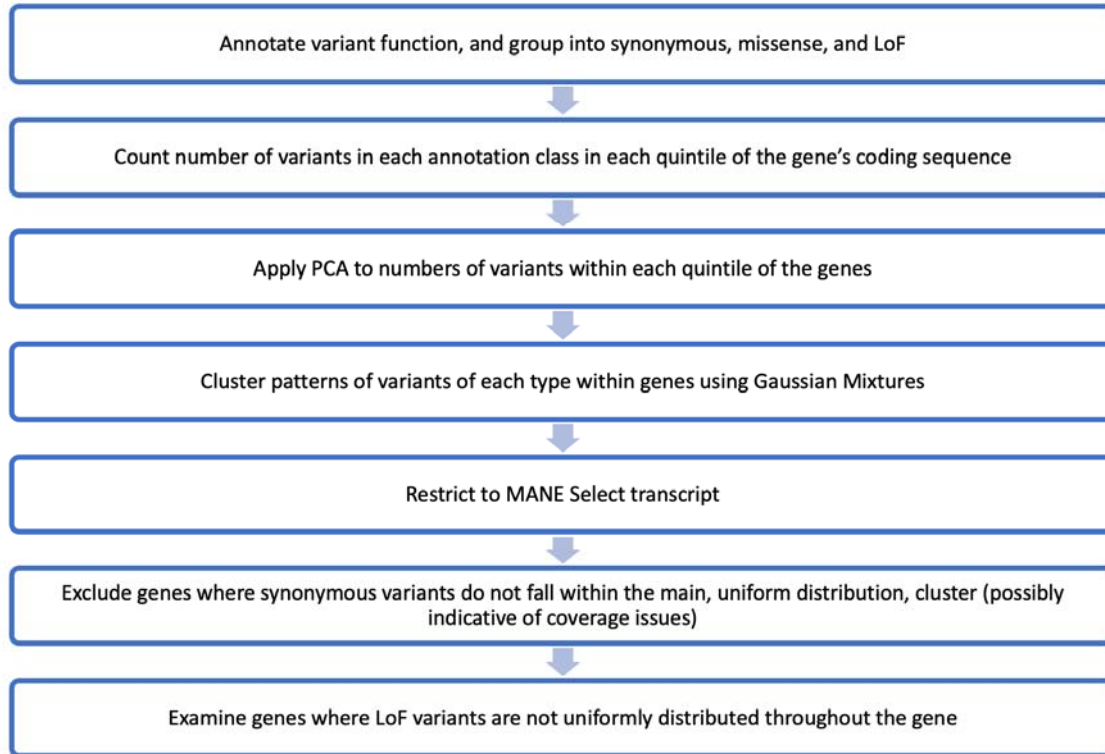 Annotate variant function, and group into synonymous, missense, and LoF
Count number of variants in each annotation class in each quintile of the gene’s coding sequence
Apply PCA to numbers of variants within each quintile of the genes
Cluster patterns of variants of each type within genes using Gaussian Mixtures
Restrict to MANE Select transcript
Exclude genes where synonymous variants do not fall within the main, uniform distribution, cluster (possibly
indicative of coverage issues)
Examine genes where LoF variants are not uniformly distributed throughout the gene